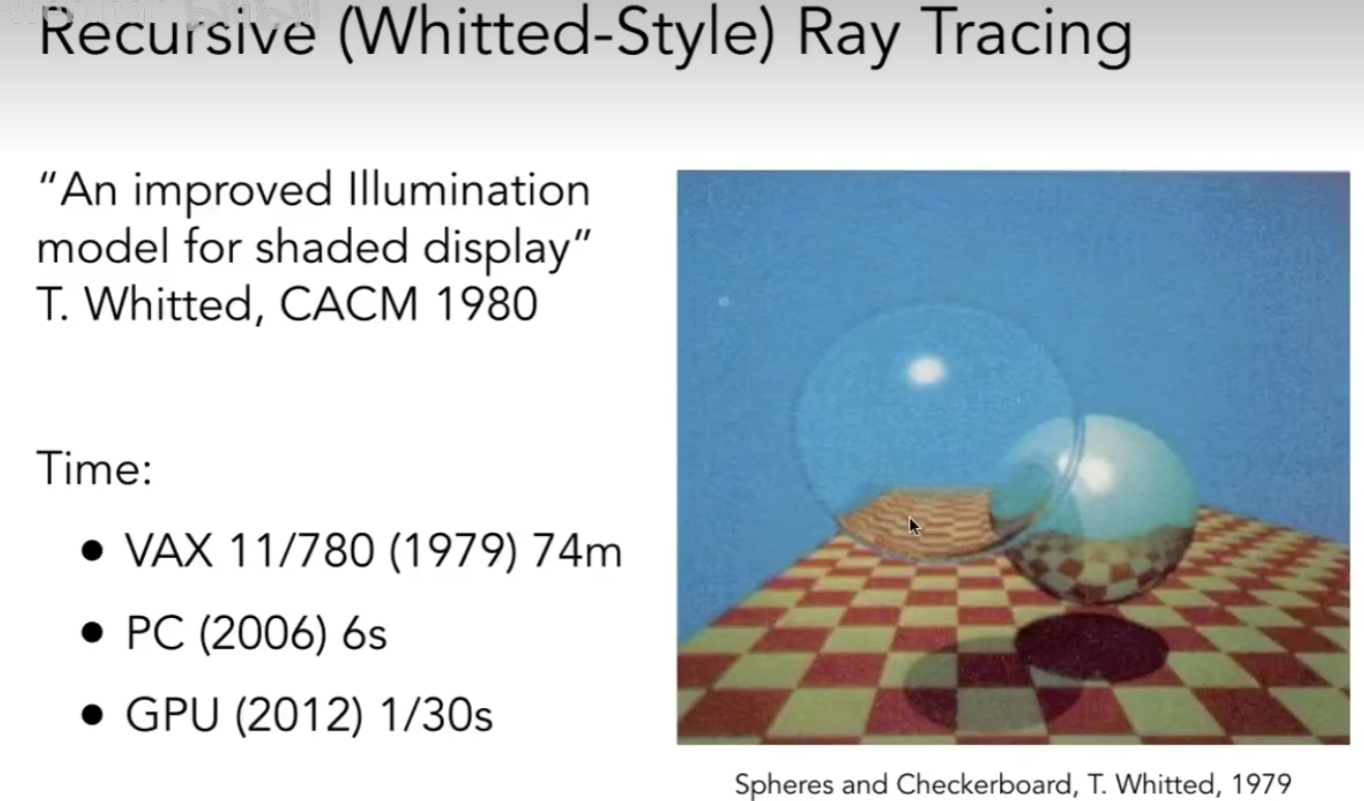 Recursive (Whitted-Style) Ray Tracing
“An improved Illumination
model for shaded display”
T. Whitted, CACM 1980
Time:
● VAX 11/780 (1979) 74m
● PC (2006) 6s
● GPU (2012) 1/30s
Spheres and Checkerboard, T. Whitted, 1979